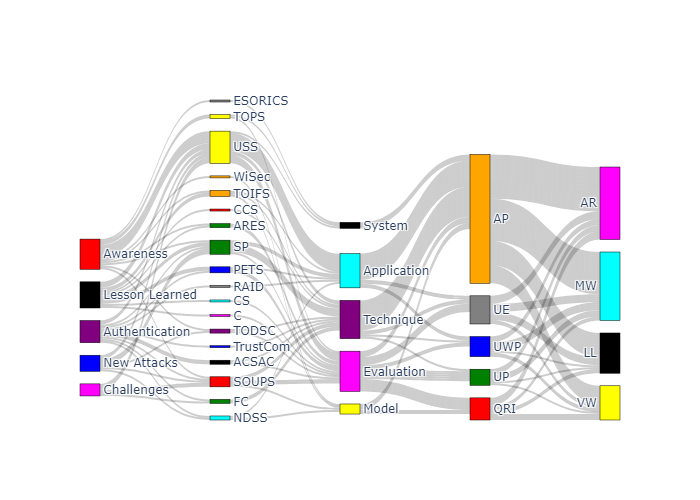 ESORICS
TOPS
USS
WiSec
TOIFS
CCS
ARES
SP
PETS
RAID
CS
C
TODSC
TrustCom
ACSAC
SOUPS
FC
NDSS
Awareness
Lesson Learned
Authentication
New Attacks
Challenges
System
Application
Technique
Evaluation
Model
AP
UE
UWP
UP
QRI
AR
MW
LL
VW